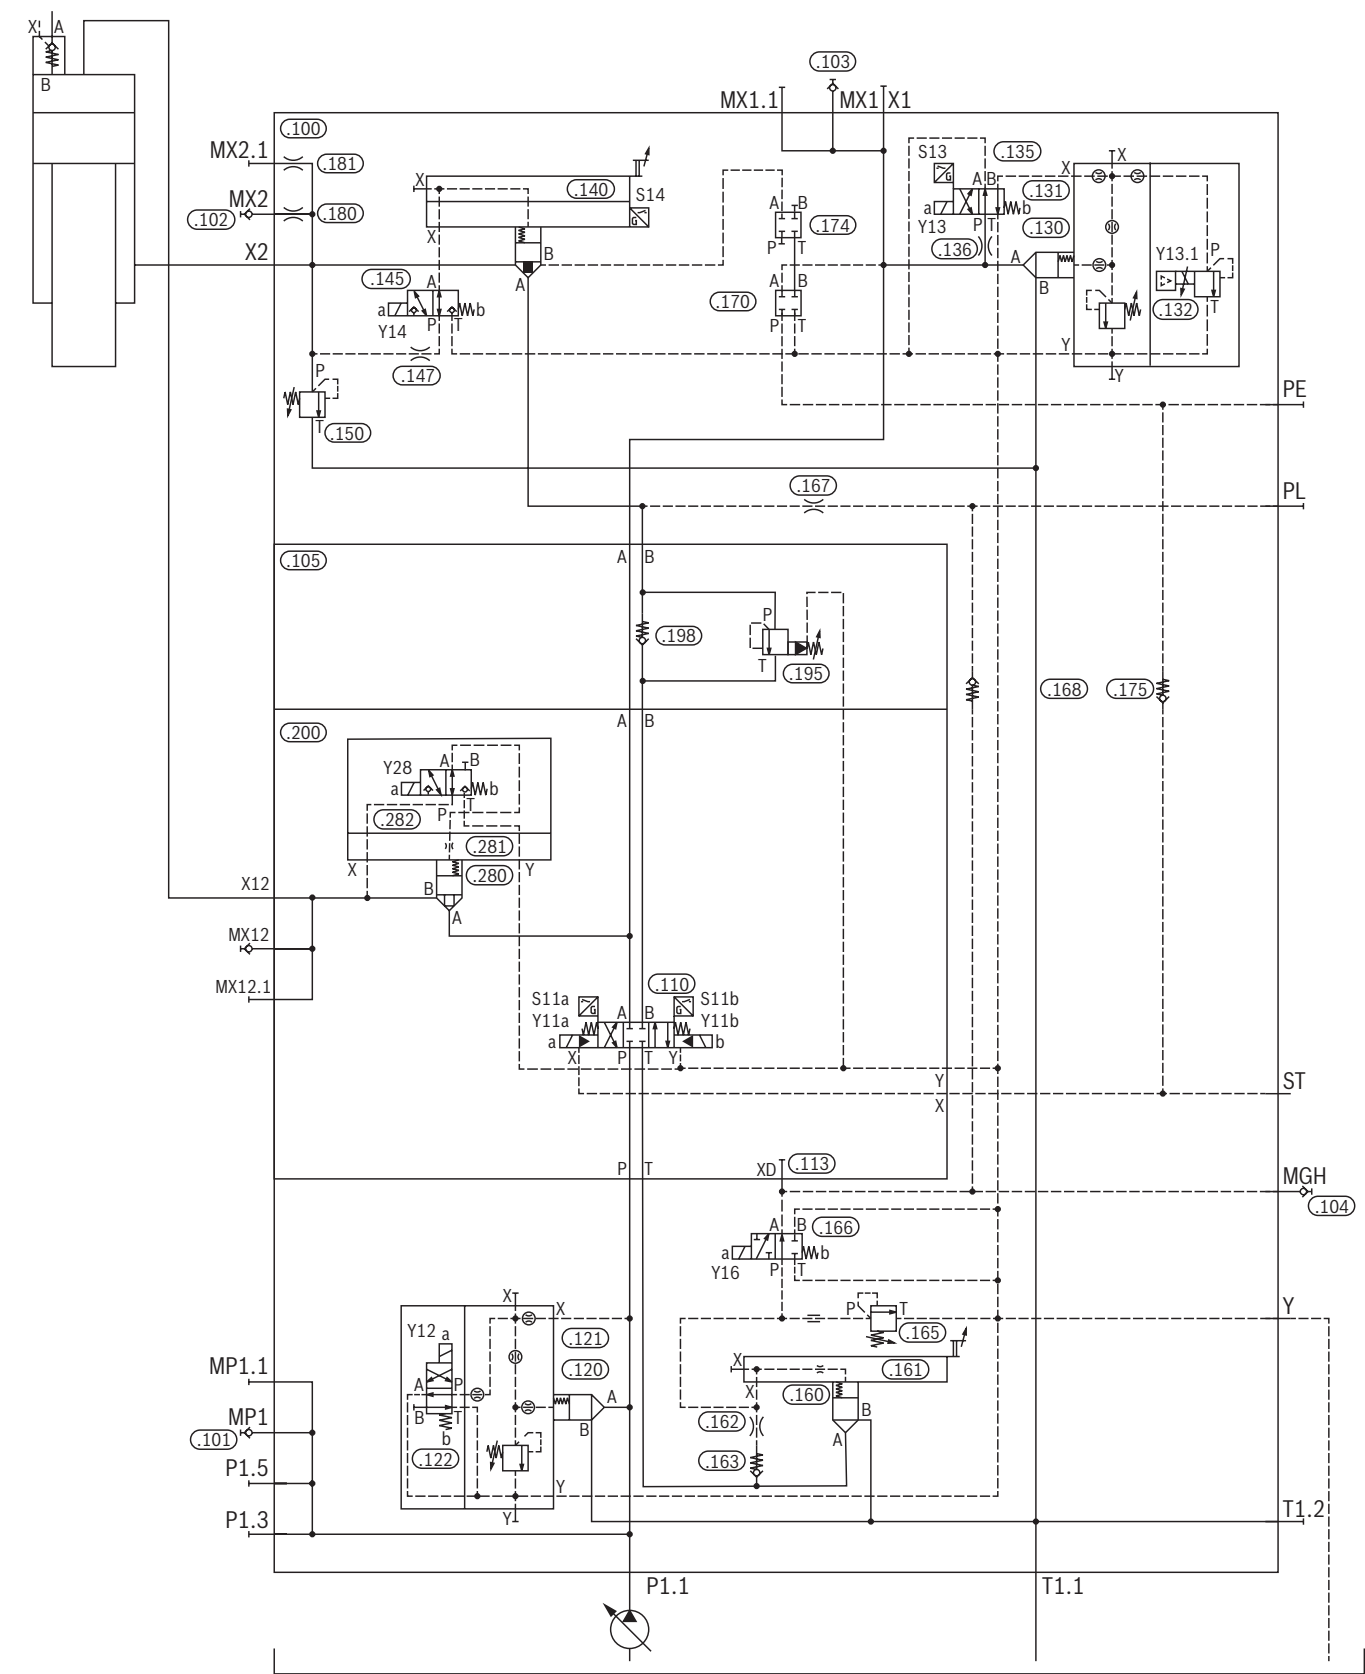 X A
B
.103
MX1.1 MX1 X1
.100
MX2.1
.181
MX2
.102
.180
X2
X
.140
S14
G
X
B
A
.145
A
a b
P T
Y14
.147
P
T
.150
A B
.174
P T
A B
.170
P T
S13
G
.135
A B
a b
Y13 P T
.136
X
X
.131
.130
A
B
Y13.1 P
.132
T
Y
Y
PE
PL
.167
A B
.105
.198
P
T
.195
.168
.175
A B
.200
Y28 A B
a b
P T
.282
.281
X Y
.280
B
A
X12
MX12
MX12.1
.110
S11a S11b
G G
Y11a A B Y11b
a b
X P T Y
Y
X
ST
P T
XD .113
MGH
.104
A B .166
a b
Y16 P T
P T
.165
Y
X
.161
X
.160
B
A
.162
.163
X
X
Y12 a
A P
B T
b
.122
.121
.120
A
B
Y
Y
MP1.1
MP1
.101
P1.5
P1.3
T1.2
P1.1
T1.1